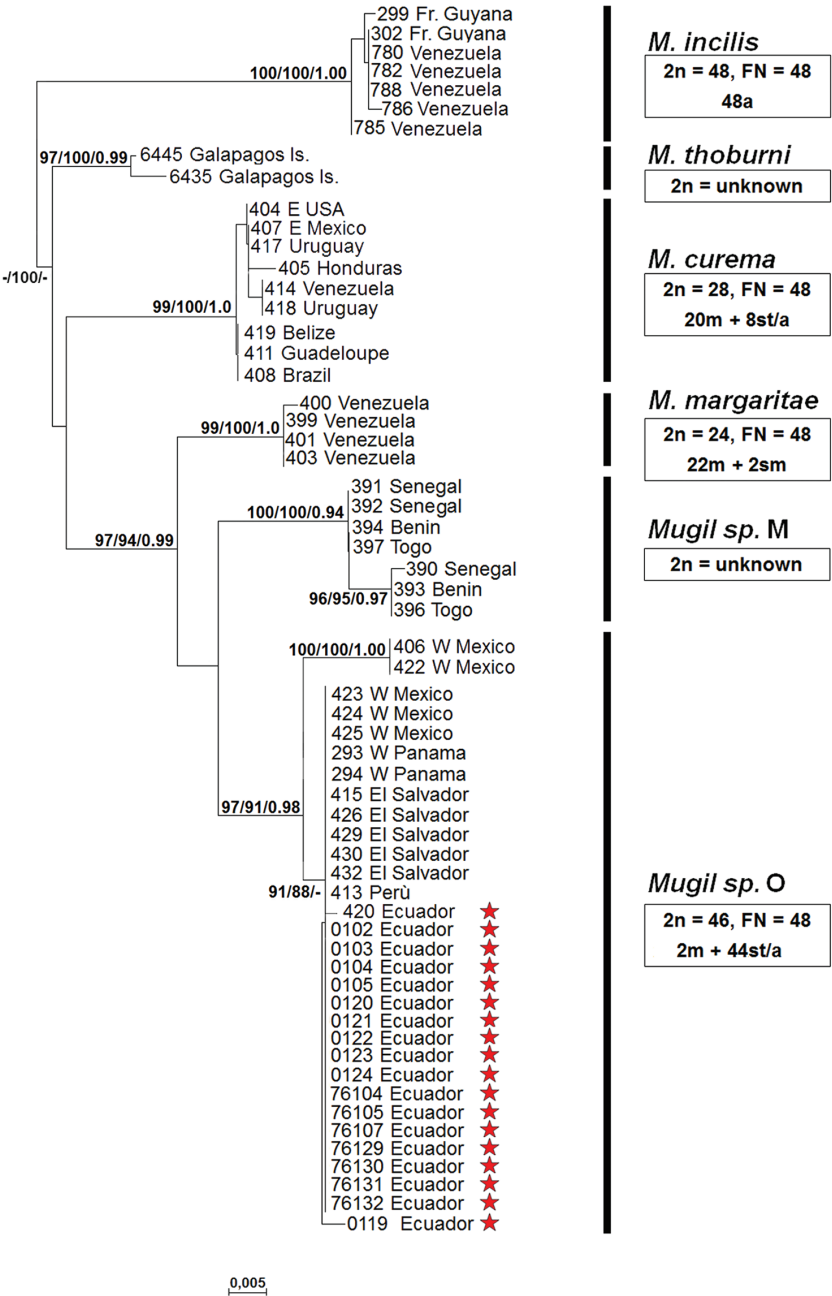 299 Fr. Guyana
302 Fr. Guyana
780 Venezuela
782 Venezuela
788 Venezuela
786 Venezuela
785 Venezuela
100/100/1.00
M. incilis
2n = 48, FN = 48
48a
6445 Galapagos Is.
6435 Galapagos Is.
97/100/0.99
M. thoburni
2n = unknown
-/100/-
404 E USA
407 E Mexico
417 Uruguay
405 Honduras
414 Venezuela
418 Uruguay
419 Belize
411 Guadeloupe
408 Brazil
99/100/1.0
M. curema
2n = 28, FN = 48
20m + 8st/a
400 Venezuela
399 Venezuela
401 Venezuela
403 Venezuela
99/100/1.0
M. margaritae
2n = 24, FN = 48
22m + 2sm
97/94/0.99
391 Senegal
392 Senegal
394 Benin
397 Togo
390 Senegal
393 Benin
396 Togo
100/100/0.94
96/95/0.97
Mugil sp. M
2n = unknown
100/100/1.00
406 W Mexico
422 W Mexico
423 W Mexico
424 W Mexico
425 W Mexico
293 W Panama
294 W Panama
415 El Salvador
426 El Salvador
429 El Salvador
430 El Salvador
432 El Salvador
413 Perù
97/91/0.98
91/88/-
420 Ecuador
0102 Ecuador
0103 Ecuador
0104 Ecuador
0105 Ecuador
0120 Ecuador
0121 Ecuador
0122 Ecuador
0123 Ecuador
0124 Ecuador
76104 Ecuador
76105 Ecuador
76107 Ecuador
76129 Ecuador
76130 Ecuador
76131 Ecuador
76132 Ecuador
0119 Ecuador
Mugil sp. O
2n = 46, FN = 48
2m + 44st/a
0,005